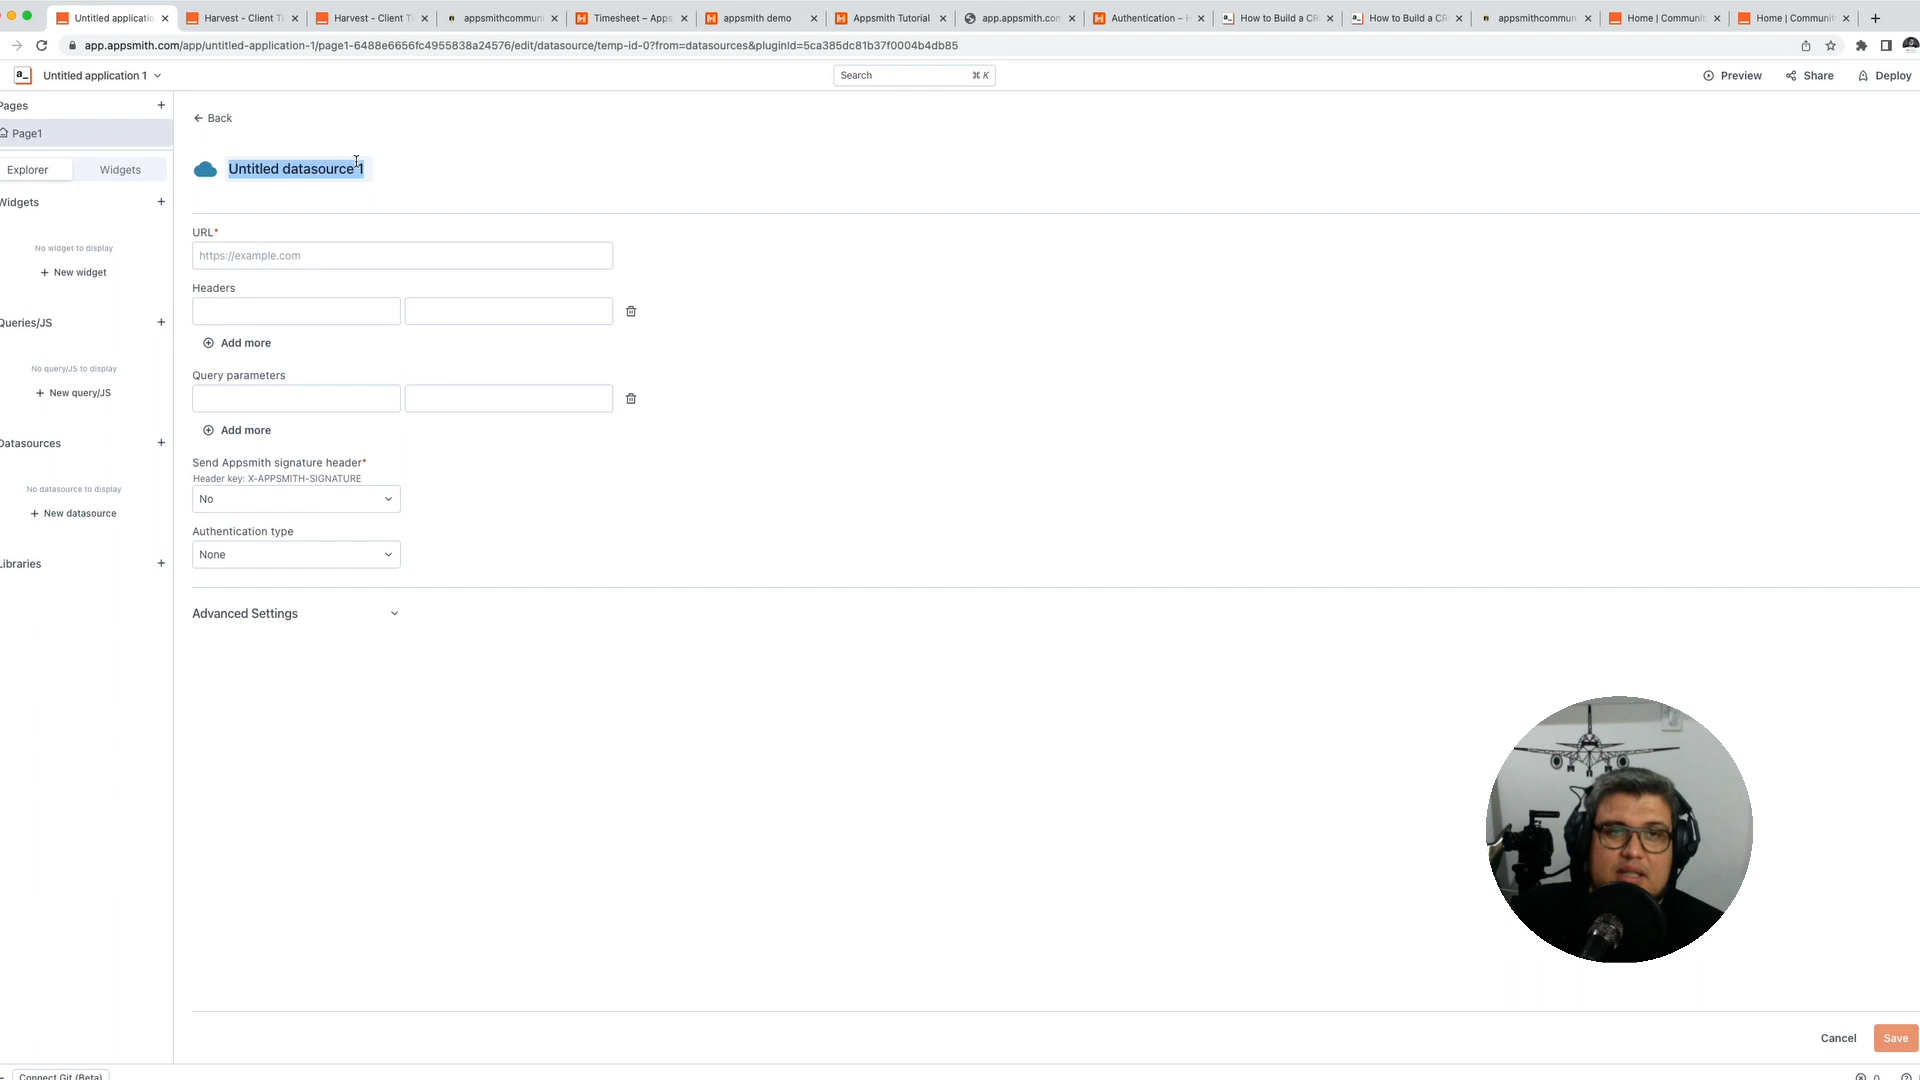 Untitled applicatio
Harvest - Client Ti
Harvest - Client Ti
appsmithcommuni
Timesheet – Apps
appsmith demo
Appsmith Tutorial
app.appsmith.con
Authentication – H
How to Build a CR
How to Build a CR
appsmithcommun
Home | Communit
Home | Communit
app.appsmith.com/app/untitled-application-1/page1-6488e6656fc4955838a24576/edit/datasource/temp-id-0?from=datasources&pluginId=5ca385dc81b37f0004b4db85
a_ Untitled application 1
Search ⌘ K
Preview Share Deploy
Pages +
Page1
Explorer Widgets
Widgets +
No widget to display
+ New widget
Queries/JS +
No query/JS to display
+ New query/JS
Datasources +
No datasource to display
+ New datasource
Libraries +
← Back
Untitled datasource 1
URL*
https://example.com
Headers
Add more
Query parameters
Add more
Send Appsmith signature header*
Header key: X-APPSMITH-SIGNATURE
No
Authentication type
None
Advanced Settings
Cancel Save
Connect Git (Beta)
0